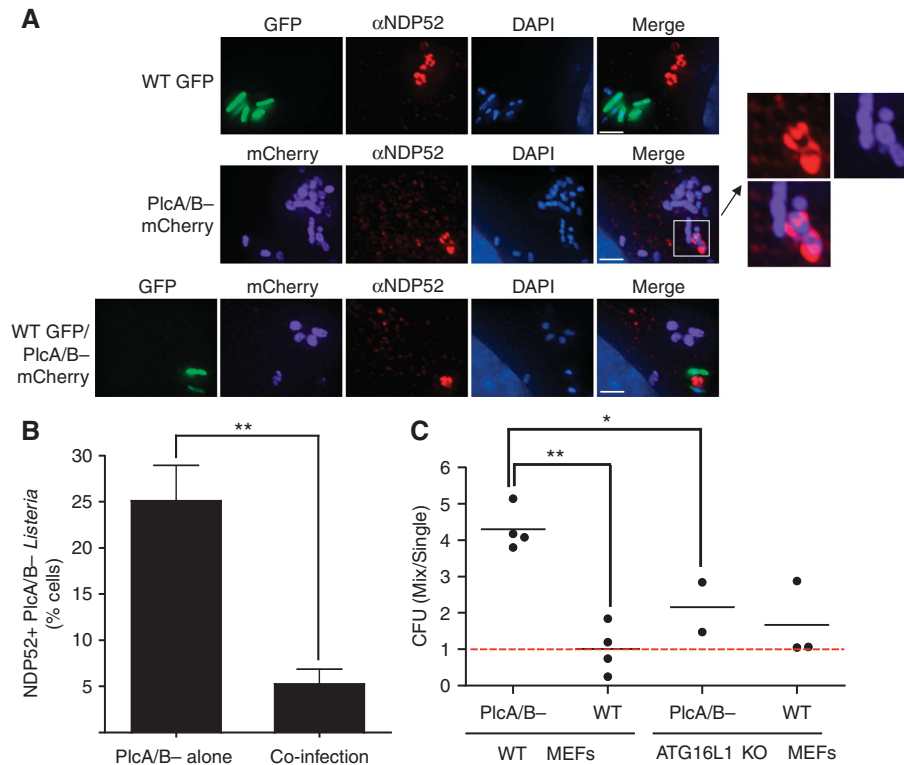 A
GFP αNDP52 DAPI Merge
WT GFP
mCherry αNDP52 DAPI Merge
PlcA/B–
mCherry
GFP mCherry αNDP52 DAPI Merge
WT GFP/
PlcA/B–
mCherry
B
**
NDP52+ PlcA/B– Listeria
(% cells)
30
25
20
15
10
5
PlcA/B– alone Co-infection
C
*
**
CFU (Mix/Single)
6
5
4
3
2
1
0
PlcA/B– WT PlcA/B– WT
WT MEFs ATG16L1 KO MEFs